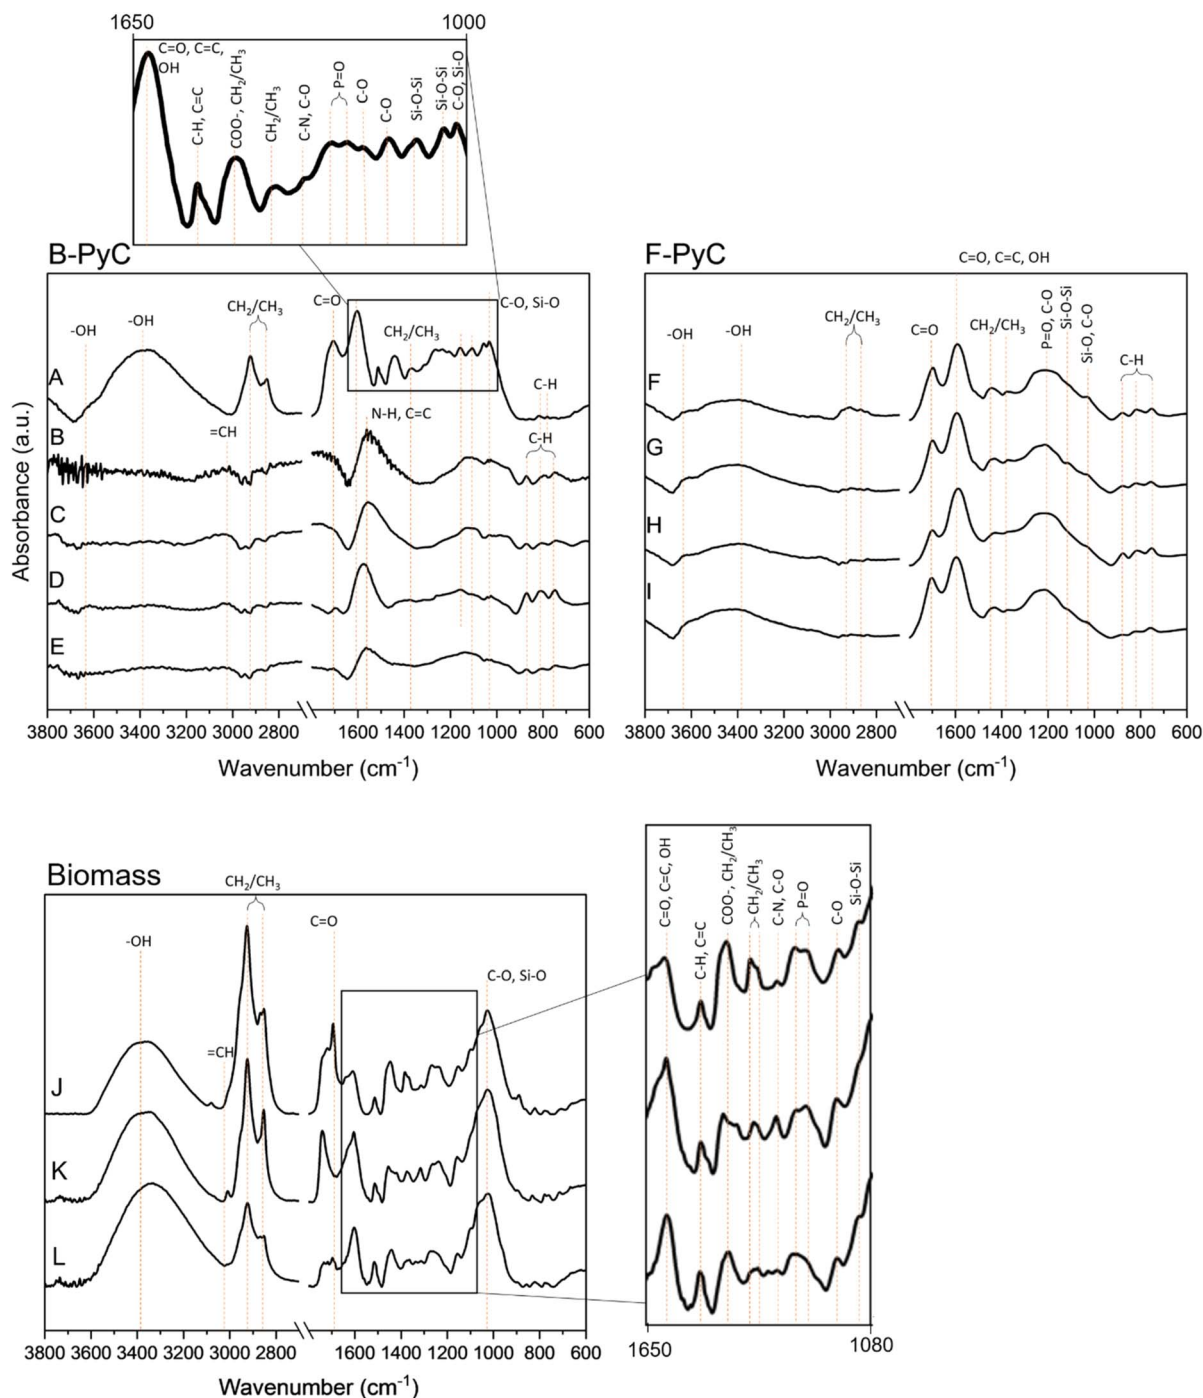 1650 1000
C=O, C=C,
OH
C-H, C=C
COO-, CH2/CH3
CH2/CH3
C-N, C-O
P=O
C-O
C-O
Si-O-Si
Si-O-Si
C-O, Si-O
B-PyC
-OH
-OH
CH2/CH3
C=O
CH2/CH3
C-O, Si-O
C-H
A
=CH
N-H, C=C
C-H
B
C
D
E
Absorbance (a.u.)
3800 3600 3400 3200 3000 2800 1600 1400 1200 1000 800 600
Wavenumber (cm-1)
F-PyC
C=O, C=C, OH
-OH
-OH
CH2/CH3
C=O
CH2/CH3
P=O, C-O
Si-O-Si
Si-O, C-O
C-H
F
G
H
I
3800 3600 3400 3200 3000 2800 1600 1400 1200 1000 800 600
Wavenumber (cm-1)
Biomass
-OH
=CH
CH2/CH3
C=O
C-O, Si-O
J
K
L
3800 3600 3400 3200 3000 2800 1600 1400 1200 1000 800 600
Wavenumber (cm-1)
C=O, C=C, OH
C-H, C=C
COO-, CH2/CH3
CH2/CH3
C-N, C-O
P=O
C-O
Si-O-Si
1650 1080